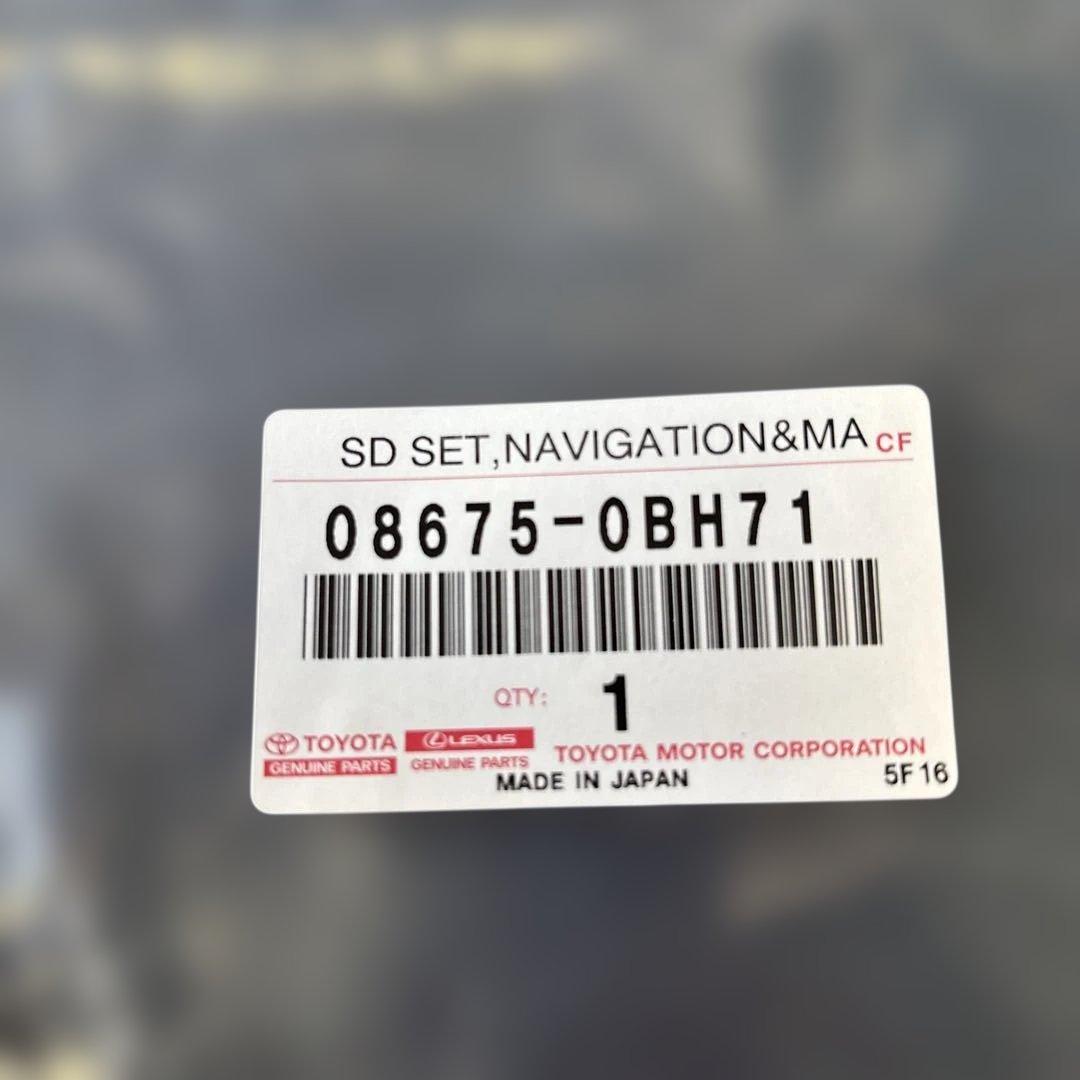 SD SET,NAVIGATION&MA CF
08675-0BH71
QTY: 1
TOYOTA LEXUS TOYOTA MOTOR CORPORATION
GENUINE PARTS GENUINE PARTS
MADE IN JAPAN 5F16